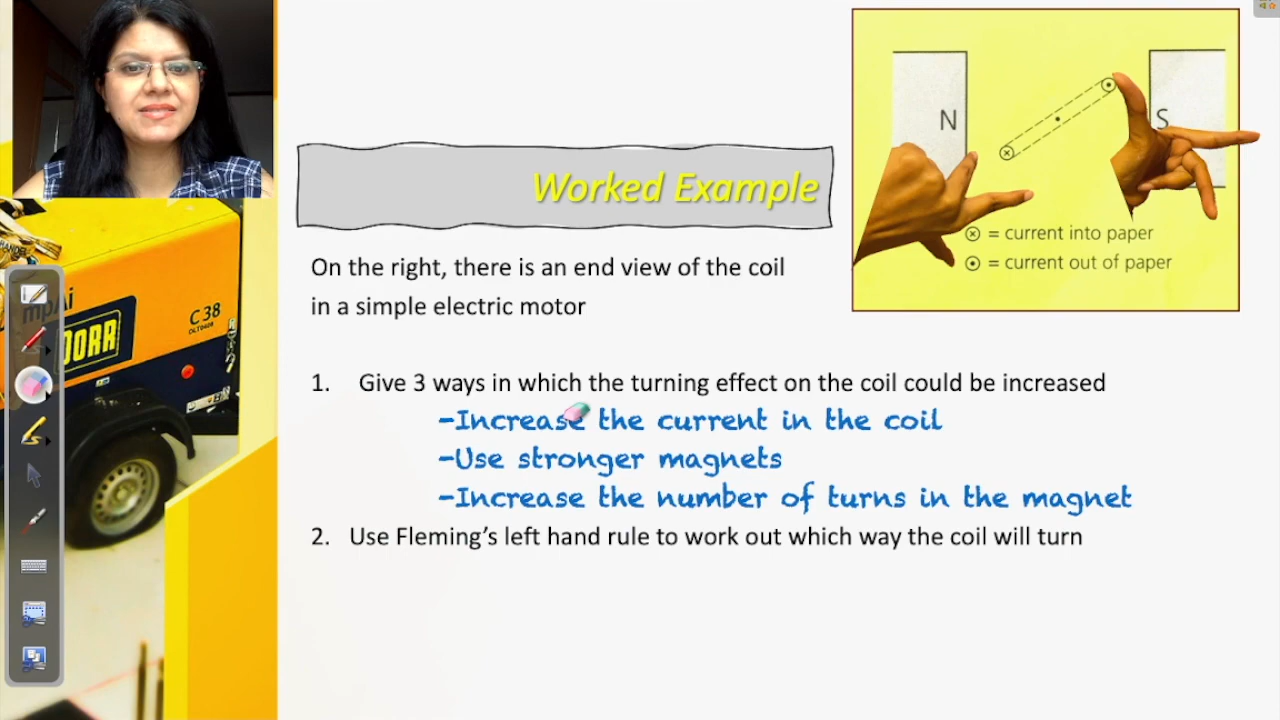 N
S
⊗ = current into paper
⊙ = current out of paper
Worked Example
On the right, there is an end view of the coil
in a simple electric motor
1. Give 3 ways in which the turning effect on the coil could be increased
-Increase the current in the coil
-Use stronger magnets
-Increase the number of turns in the magnet
2. Use Fleming's left hand rule to work out which way the coil will turn
C 38